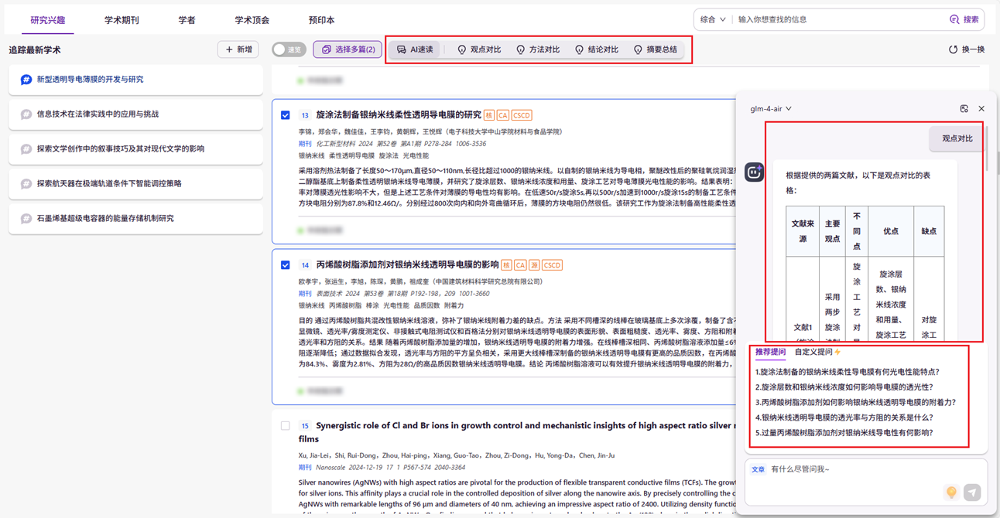 研究兴趣 学术期刊 学者 学术顶会 预印本
综合 输入你想查找的信息 搜索
追踪最新学术 + 新增
速览 选择多篇(2) AI速读 观点对比 方法对比 结论对比 摘要总结 换一换
新型透明导电薄膜的开发与研究
信息技术在法律实践中的应用与挑战
探索文学创作中的叙事技巧及其对现代文学的影响
探索航天器在极端轨道条件下智能调控策略
石墨烯基超级电容器的能量存储机制研究
13 旋涂法制备银纳米线柔性透明导电膜的研究 核 CA CSCD
李锦，郑会华，魏佳佳，王李钧，黄朝辉，王悦辉（电子科技大学中山学院材料与食品学院）
期刊 化工新型材料 2024 第52卷 第A1期 P278-284 1006-3536
银纳米线 柔性透明导电膜 旋涂法 光电性能
采用溶剂热法制备了长度50～170μm,直径50～110nm,长径比超过1000的银纳米线。以自制的银纳米线为导电相，聚醚改性后的聚硅氧烷润湿
二醇酯基底上制备柔性透明银纳米线导电薄膜，并研究了旋涂层数、银纳米线浓度和用量、旋涂工艺对导电薄膜光电性能的影响。结果表明：
率对薄膜透光性影响不大，但是上述工艺条件对薄膜的导电性均有影响。在低速50r/s旋涂5s,再以500r/s加速到1000r/s旋涂15s的制备工艺条件
方块电阻分别为87.8%和12.46Ω/。分别经过800次向内和向外弯曲循环后，薄膜的方块电阻仍然很低。该研究工作为旋涂法制备高性能柔性透
14 丙烯酸树脂添加剂对银纳米线透明导电膜的影响 核 CA 源 CSCD
欧孝宇，张运生，李旭，陈琛，黄鹏，祖成奎（中国建筑材料科学研究总院有限公司）
期刊 表面技术 2024 第53卷 第18期 P192-198，209 1001-3660
银纳米线 丙烯酸树脂 棒涂 光电性能 品质因数 附着力
目的 通过丙烯酸树脂共混改性银纳米线溶液，弥补了银纳米线附着力差的缺点。方法 采用不同槽深的线棒在玻璃基底上多次涂覆，制备了含
显微镜、透光率/雾度测定仪、非接触式电阻测试仪和百格法分别对银纳米线透明导电膜的表面形貌、表面粗糙度、透光率、雾度、方阻和附
透光率和方阻的关系。结果 随着丙烯酸树脂添加量的增加，银纳米线透明导电膜的附着力增强。在线棒槽深相同、丙烯酸树脂溶液添加量≤6%
阻逐渐降低；通过数据拟合发现，透光率与方阻的平方呈负相关，采用更大线棒槽深制备的银纳米线透明导电膜有更高的品质因数，在丙烯酸
为84.3%、雾度为2.81%、方阻为28Ω/的高品质因数银纳米线透明导电膜。结论 丙烯酸树脂溶液可以有效提升银纳米线透明导电膜的附着力，
15 Synergistic role of Cl and Br ions in growth control and mechanistic insights of high aspect ratio silver
films
Xu, Jia-Lei，Shi, Rui-Dong，Zhou, Hai-ping，Xiang, Guo-Tao，Zhou, Zi-Dong，Hu, Yong-Da，Chen, Jin-Ju
期刊 Nanoscale 2024-12-19 17 1 P567-574 2040-3364
Silver nanowires (AgNWs) with high aspect ratios are pivotal for the production of flexible transparent conductive films (TCFs). The
for silver ions. This affinity plays a crucial role in the controlled deposition of silver along the nanowire axis. By precisely controlling the
AgNWs with remarkable lengths of 96 μm and diameters of 40 nm, achieving an impressive aspect ratio of 2400. Utilizing density
glm-4-air
观点对比
根据提供的两篇文献，以下是观点对比的表
格：
文献来源 主要观点 不同点 优点 缺点
文献1 采用两步 旋涂工艺对 旋涂层数、银纳米线浓度和用量、旋涂工艺 对旋涂工
推荐提问 自定义提问
1.旋涂法制备的银纳米线柔性导电膜有何光电性能特点?
2.旋涂层数和银纳米线浓度如何影响导电膜的透光性?
3.丙烯酸树脂添加剂如何影响银纳米线透明导电膜的附着力?
4.银纳米线透明导电膜的透光率与方阻的关系是什么?
5.过量丙烯酸树脂添加剂对银纳米线导电性有何影响?
文章 有什么尽管问我~